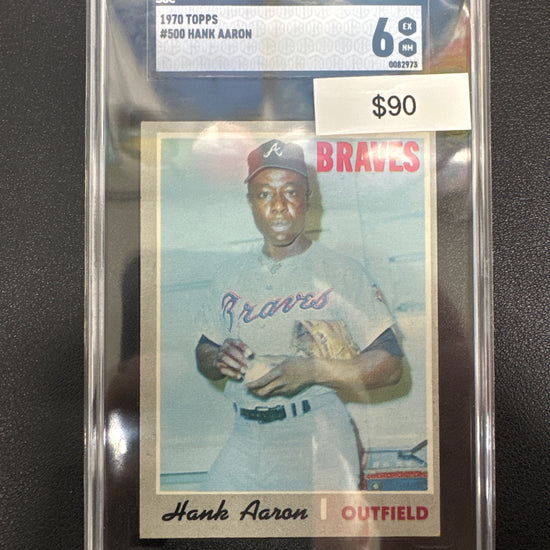 1970 TOPPS
#500 HANK AARON
6
EX
NM
0082973
$90
A
BRAVES
Braves
Hank Aaron
OUTFIELD